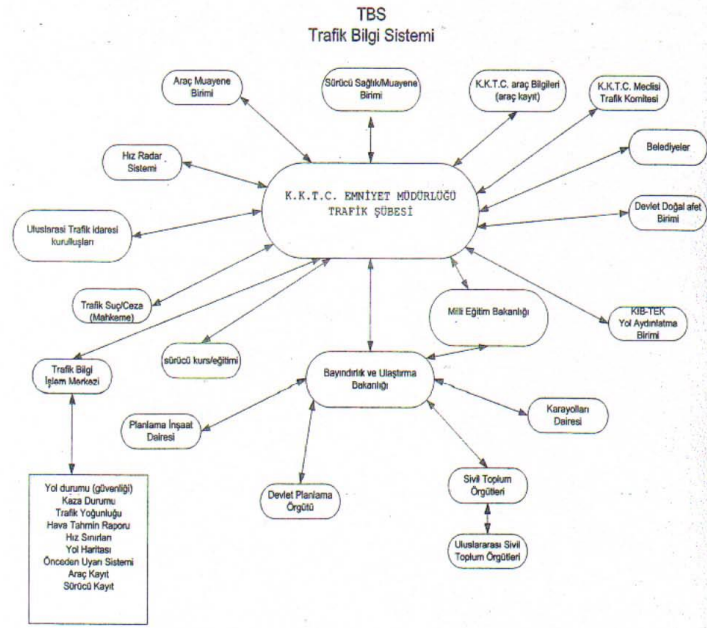 TBS
Trafik Bilgi Sistemi
Araç Muayene
Birimi
Sürücü Sağlık/Muayene
Birimi
K.K.T.C. araç Bilgileri
(araç kayıt)
K.K.T.C. Meclisi
Trafik Komitesi
Hız Radar
Sistemi
Belediyeler
K.K.T.C. EMNİYET MÜDÜRLÜĞÜ
TRAFİK ŞÜBESİ
Uluslarasi Trafik idaresi
kurulluşları
Devlet Doğal afet
Birimi
Trafik Suç/Ceza
(Mahkeme)
Milli Eğitim Bakanlığı
KIB-TEK
Yol Aydınlatma
Birimi
sürücü kurs/eğitimi
Trafik Bilgi
İşlem Merkezi
Bayındırlık ve Ulaştırma
Bakanlığı
Planlama İnşaat
Dairesi
Karayolları
Dairesi
Devlet Planlama
Örgütü
Sivil Toplum
Örgütleri
Uluslararası Sivil
Toplum Örgütleri
Yol durumu (güvenliği)
Kaza Durumu
Trafik Yoğunluğu
Hava Tahmin Raporu
Hız Sınırları
Yol Haritası
Önceden Uyarı Sistemi
Araç Kayıt
Sürücü Kayıt